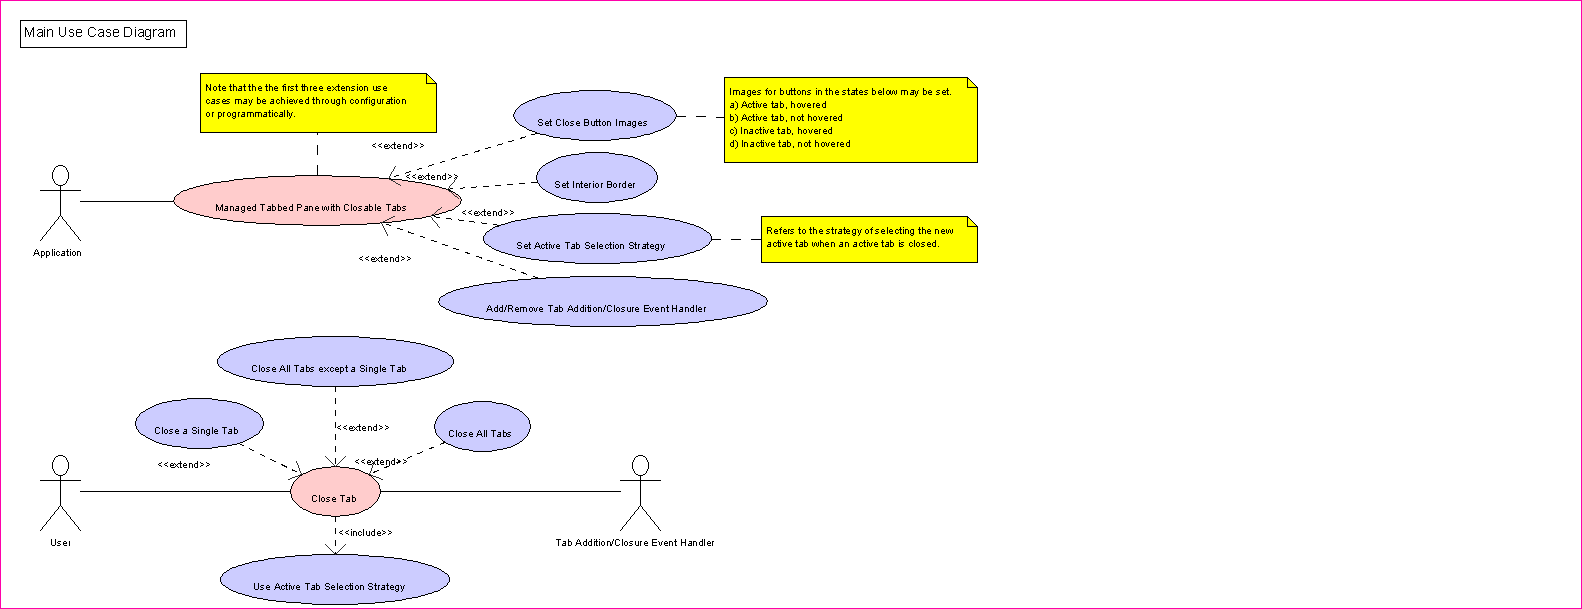 Main Use Case Diagram
Note that the the first three extension use
cases may be achieved through configuration
or programmatically.
Images for buttons in the states below may be set.
a) Active tab, hovered
b) Active tab, not hovered
c) Inactive tab, hovered
d) Inactive tab, not hovered
Set Close Button Images
<<extend>>
<<extend>>
Set Interior Border
Managed Tabbed Pane with Closable Tabs
<<extend>>
Refers to the strategy of selecting the new
active tab when an active tab is closed.
Set Active Tab Selection Strategy
Application
<<extend>>
Add/Remove Tab Addition/Closure Event Handler
Close All Tabs except a Single Tab
<<extend>>
Close a Single Tab
Close All Tabs
<<extend>>
<<extend>>
Close Tab
<<include>>
User
Tab Addition/Closure Event Handler
Use Active Tab Selection Strategy